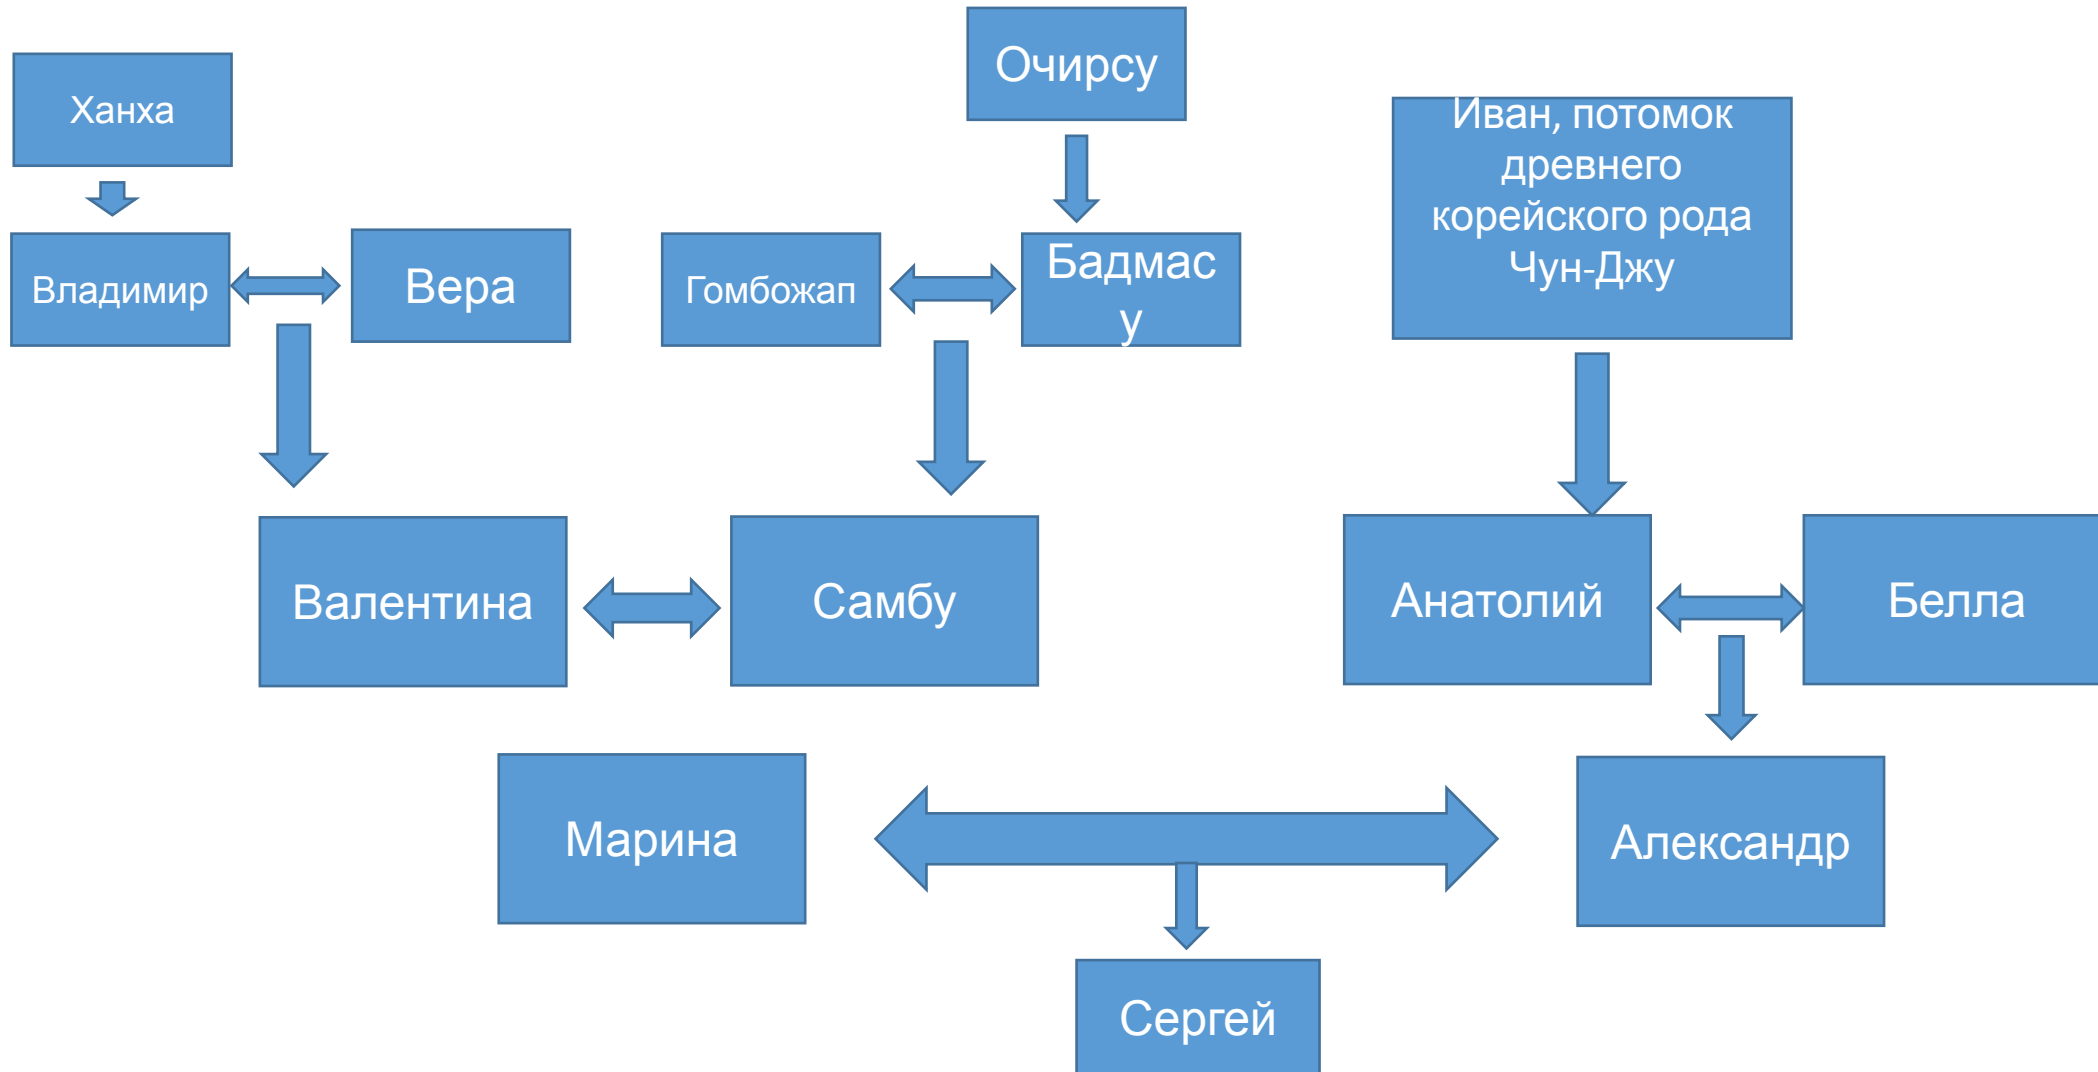 Очирсу
Ханха
Иван, потомок
древнего
корейского рода
Чун-Джу
Владимир
Вера
Гомбожап
Бадмас
у
Валентина
Самбу
Анатолий
Белла
Марина
Александр
Сергей